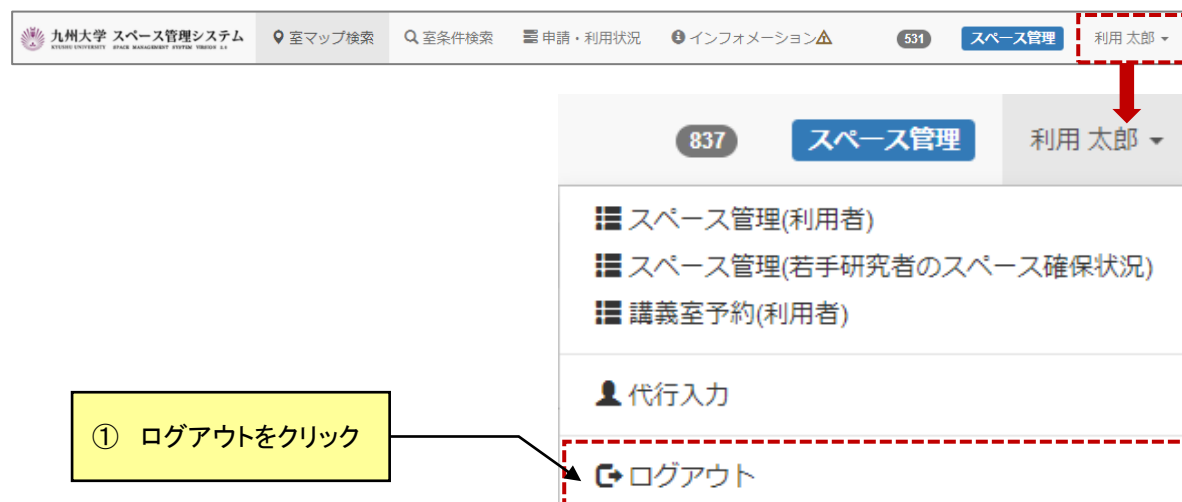 九州大学 スペース管理システム
KYUSHU UNIVERSITY SPACE MANAGEMENT SYSTEM VERSION
室マップ検索
室条件検索
申請・利用状況
インフォメーション
531
スペース管理
利用 太郎
837
スペース管理
利用 太郎
スペース管理(利用者)
スペース管理(若手研究者のスペース確保状況)
講義室予約(利用者)
代行入力
① ログアウトをクリック
ログアウト